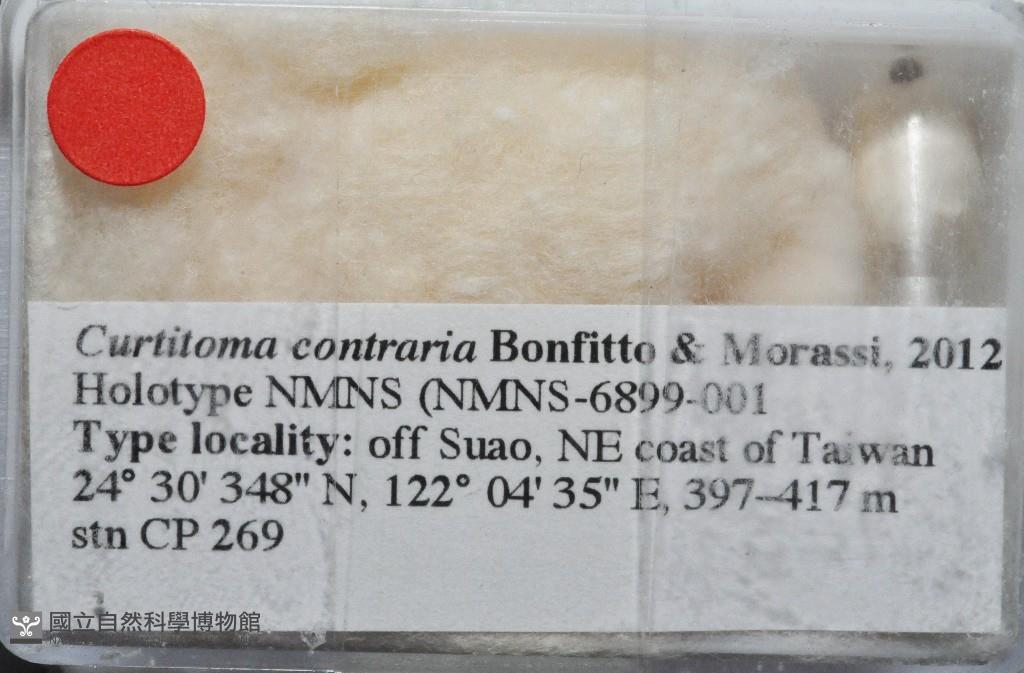 Curtitoma contraria Bonfitto & Morassi, 2012
Holotype NMNS (NMNS-6899-001
Type locality: off Suao, NE coast of Taiwan
24° 30' 348" N, 122° 04' 35" E, 397–417 m
stn CP 269
國立自然科學博物館